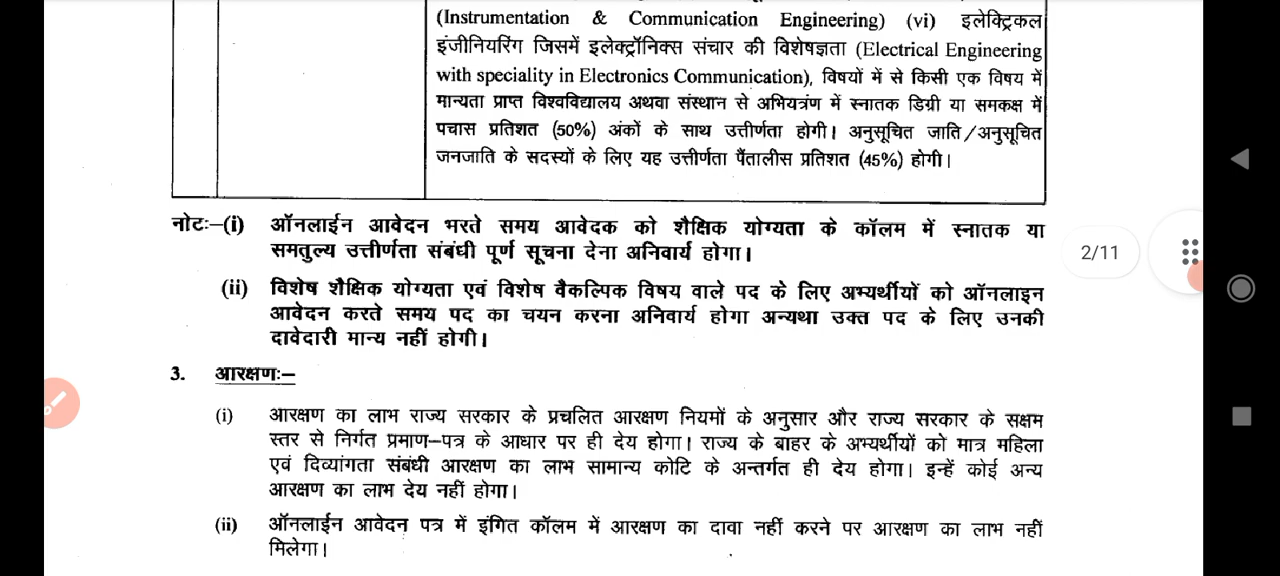 (Instrumentation & Communication Engineering) (vi) इलेक्ट्रिकल
इंजीनियरिंग जिसमें इलेक्ट्रॉनिक्स संचार की विशेषज्ञता (Electrical Engineering
with speciality in Electronics Communication), विषयों में से किसी एक विषय में
मान्यता प्राप्त विश्वविद्यालय अथवा संस्थान से अभियत्रंण में स्नातक डिग्री या समकक्ष में
पचास प्रतिशत (50%) अंकों के साथ उत्तीर्णता होगी। अनुसूचित जाति/अनुसूचित
जनजाति के सदस्यों के लिए यह उत्तीर्णता पैंतालीस प्रतिशत (45%) होगी।
नोटः–(i) ऑनलाईन आवेदन भरते समय आवेदक को शैक्षिक योग्यता के कॉलम में स्नातक या
समतुल्य उत्तीर्णता संबंधी पूर्ण सूचना देना अनिवार्य होगा।
2/11
(ii) विशेष शैक्षिक योग्यता एवं विशेष वैकल्पिक विषय वाले पद के लिए अभ्यर्थीयों को ऑनलाइन
आवेदन करते समय पद का चयन करना अनिवार्य होगा अन्यथा उक्त पद के लिए उनकी
दावेदारी मान्य नहीं होगी।
3. आरक्षणः–
(i) आरक्षण का लाभ राज्य सरकार के प्रचलित आरक्षण नियमों के अनुसार और राज्य सरकार के सक्षम
स्तर से निर्गत प्रमाण–पत्र के आधार पर ही देय होगा। राज्य के बाहर के अभ्यर्थीयों को मात्र महिला
एवं दिव्यांगता संबंधी आरक्षण का लाभ सामान्य कोटि के अन्तर्गत ही देय होगा। इन्हें कोई अन्य
आरक्षण का लाभ देय नहीं होगा।
(ii) ऑनलाईन आवेदन पत्र में इंगित कॉलम में आरक्षण का दावा नहीं करने पर आरक्षण का लाभ नहीं
मिलेगा।